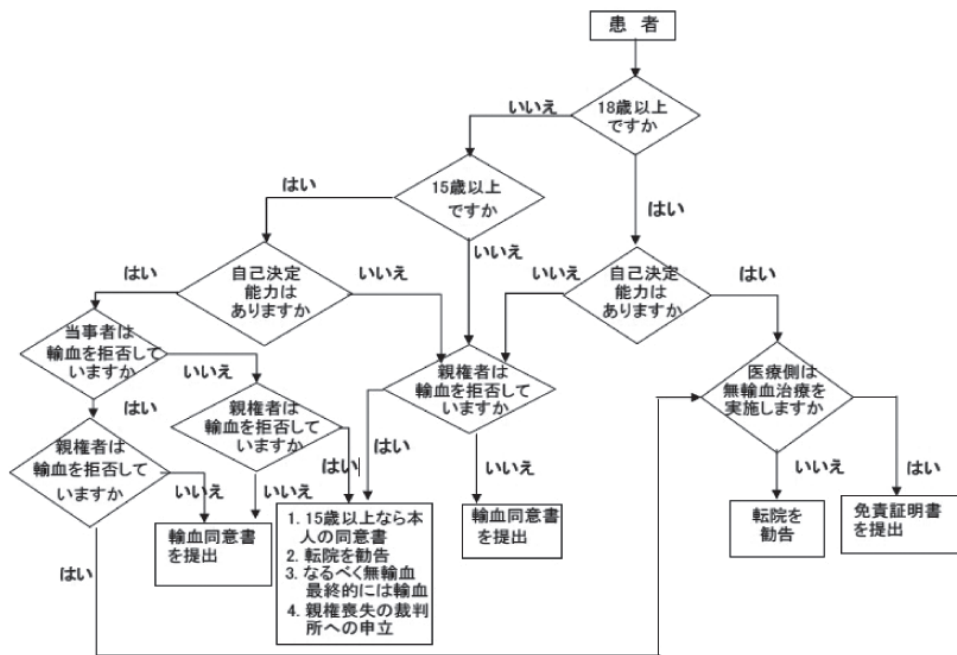 患 者
18歳以上
ですか
いいえ
はい
15歳以上
ですか
はい
いいえ
自己決定
能力は
ありますか
はい
いいえ
自己決定
能力は
ありますか
いいえ
はい
当事者は
輸血を拒否して
いますか
いいえ
はい
親権者は
輸血を拒否して
いますか
いいえ
はい
親権者は
輸血を拒否して
いますか
はい
いいえ
親権者は
輸血を拒否して
いますか
はい
いいえ
医療側は
無輸血治療を
実施しますか
いいえ
はい
輸血同意書
を提出
1. 15歳以上なら本
人の同意書
2. 転院を勧告
3. なるべく無輸血
最終的には輸血
4. 親権喪失の裁判
所への申立
輸血同意書
を提出
転院を
勧告
免責証明書
を提出